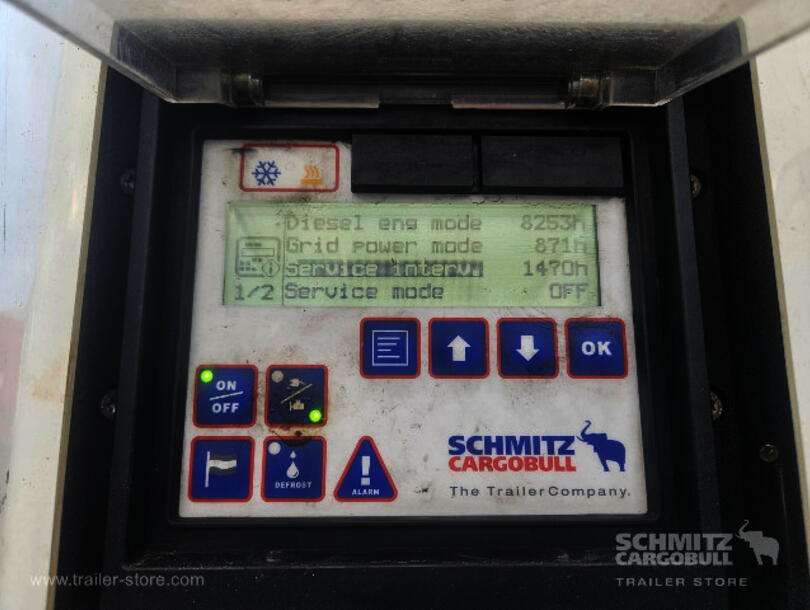 Diesel eng mode 8253h
Grid power mode 871h
Service interv. 1470h
1/2 Service mode OFF
OK
ON
OFF
DEFROST
ALARM
SCHMITZ
CARGOBULL
The TrailerCompany.
SCHMITZ
CARGOBULL
TRAILER STORE
www.trailer-store.com